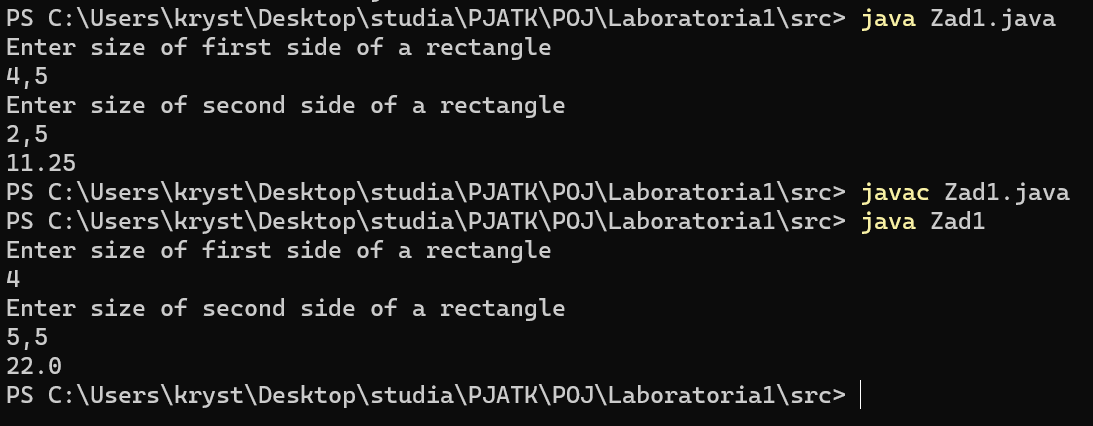 PS C:\Users\kryst\Desktop\studia\PJATK\POJ\Laboratoria1\src> java Zad1.java
Enter size of first side of a rectangle
4,5
Enter size of second side of a rectangle
2,5
11.25
PS C:\Users\kryst\Desktop\studia\PJATK\POJ\Laboratoria1\src> javac Zad1.java
PS C:\Users\kryst\Desktop\studia\PJATK\POJ\Laboratoria1\src> java Zad1
Enter size of first side of a rectangle
4
Enter size of second side of a rectangle
5,5
22.0
PS C:\Users\kryst\Desktop\studia\PJATK\POJ\Laboratoria1\src>